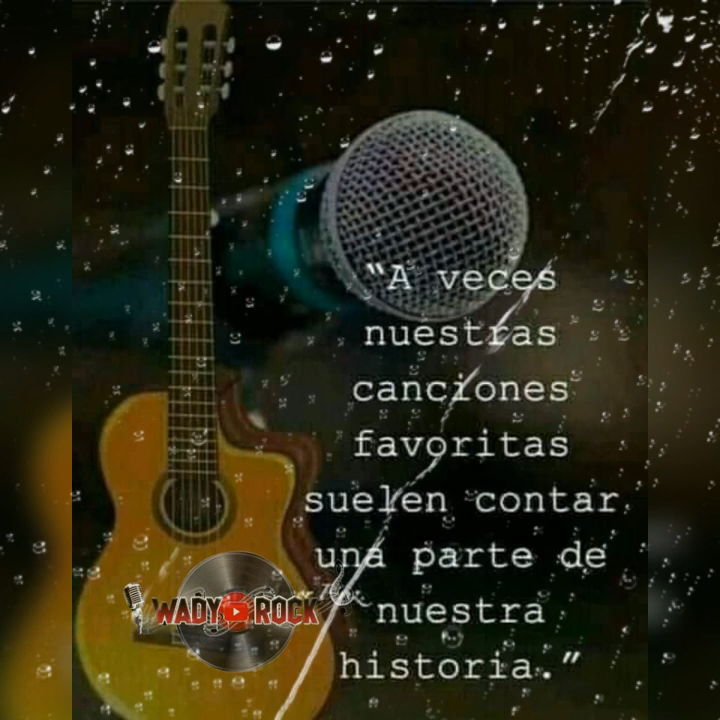 “A veces
nuestras
canciones
favoritas
suelen contar
una parte de
nuestra
historia.”
WADY ROCK